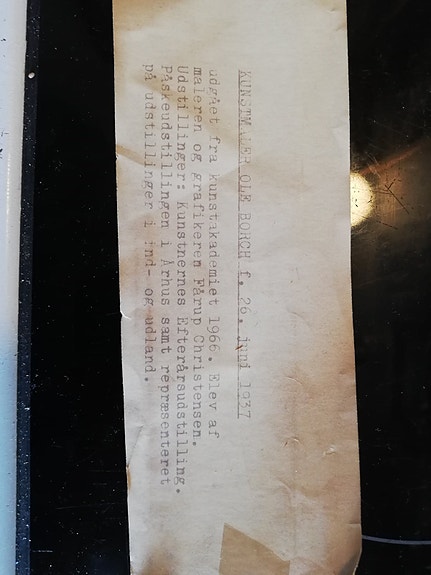 KUNSTMALER OLE BORCH f. 26. juni 1937
udgået fra kunstakademiet 1966. Elev af
maleren og grafikeren Fårup Christensen.
Udstillinger: Kunstnernes Efterårsudstilling.
Påskeudstillingen i Århus samt repræsenteret
på udstillinger i ind- og udland.